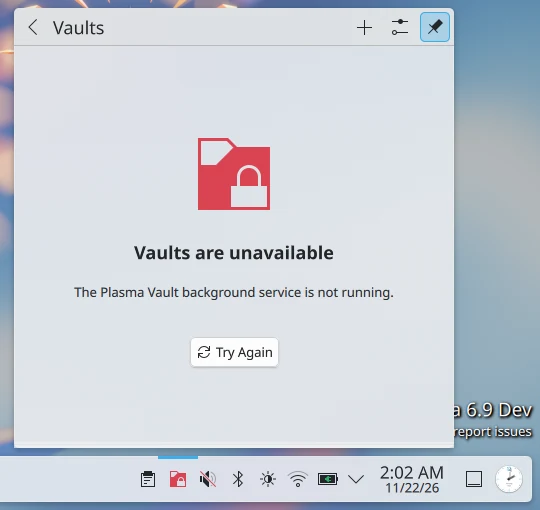 Vaults
Vaults are unavailable
The Plasma Vault background service is not running.
Try Again
a 6.9 Dev
report issues
2:02 AM
11/22/26